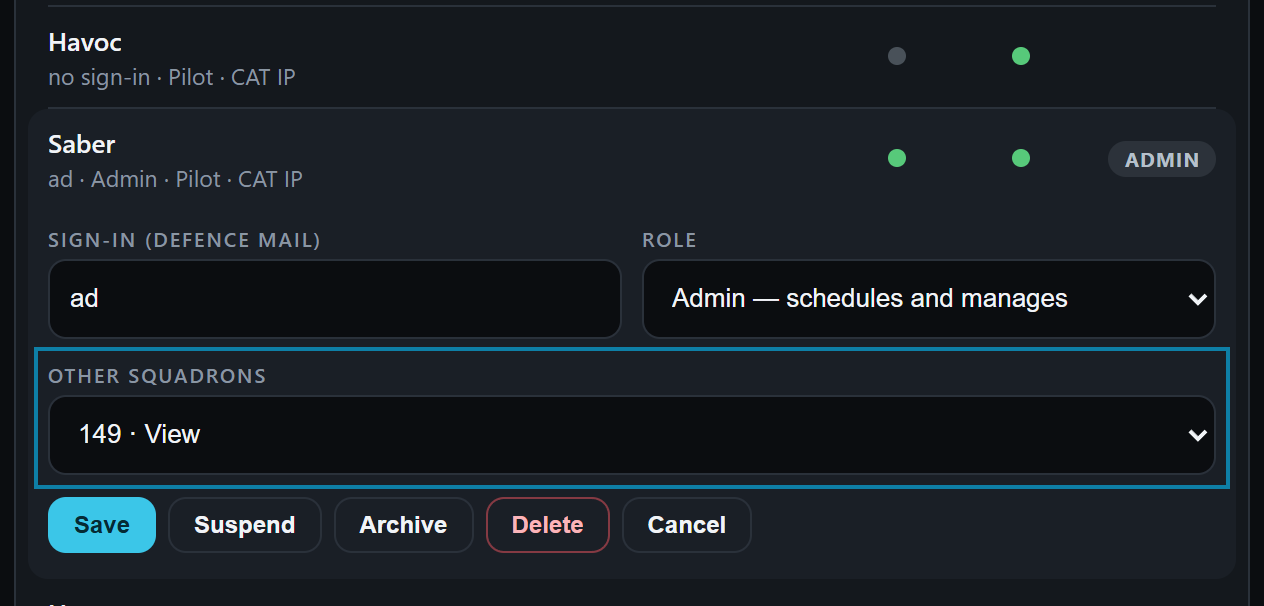 Havoc
no sign-in · Pilot · CAT IP
Saber
ad · Admin · Pilot · CAT IP
ADMIN
SIGN-IN (DEFENCE MAIL)
ROLE
ad
Admin — schedules and manages
OTHER SQUADRONS
149 · View
Save
Suspend
Archive
Delete
Cancel